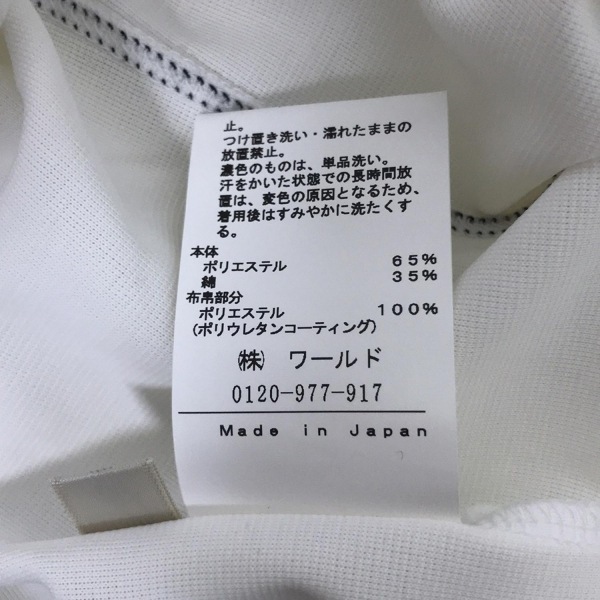 止。
つけ置き洗い・濡れたままの
放置禁止。
濃色のものは、単品洗い。
汗をかいた状態での長時間放
置は、変色の原因となるため、
着用後はすみやかに洗たくす
る。
本体
ポリエステル 65%
綿 35%
布帛部分
ポリエステル 100%
(ポリウレタンコーティング)
㈱ ワールド
0120-977-917
Made in Japan